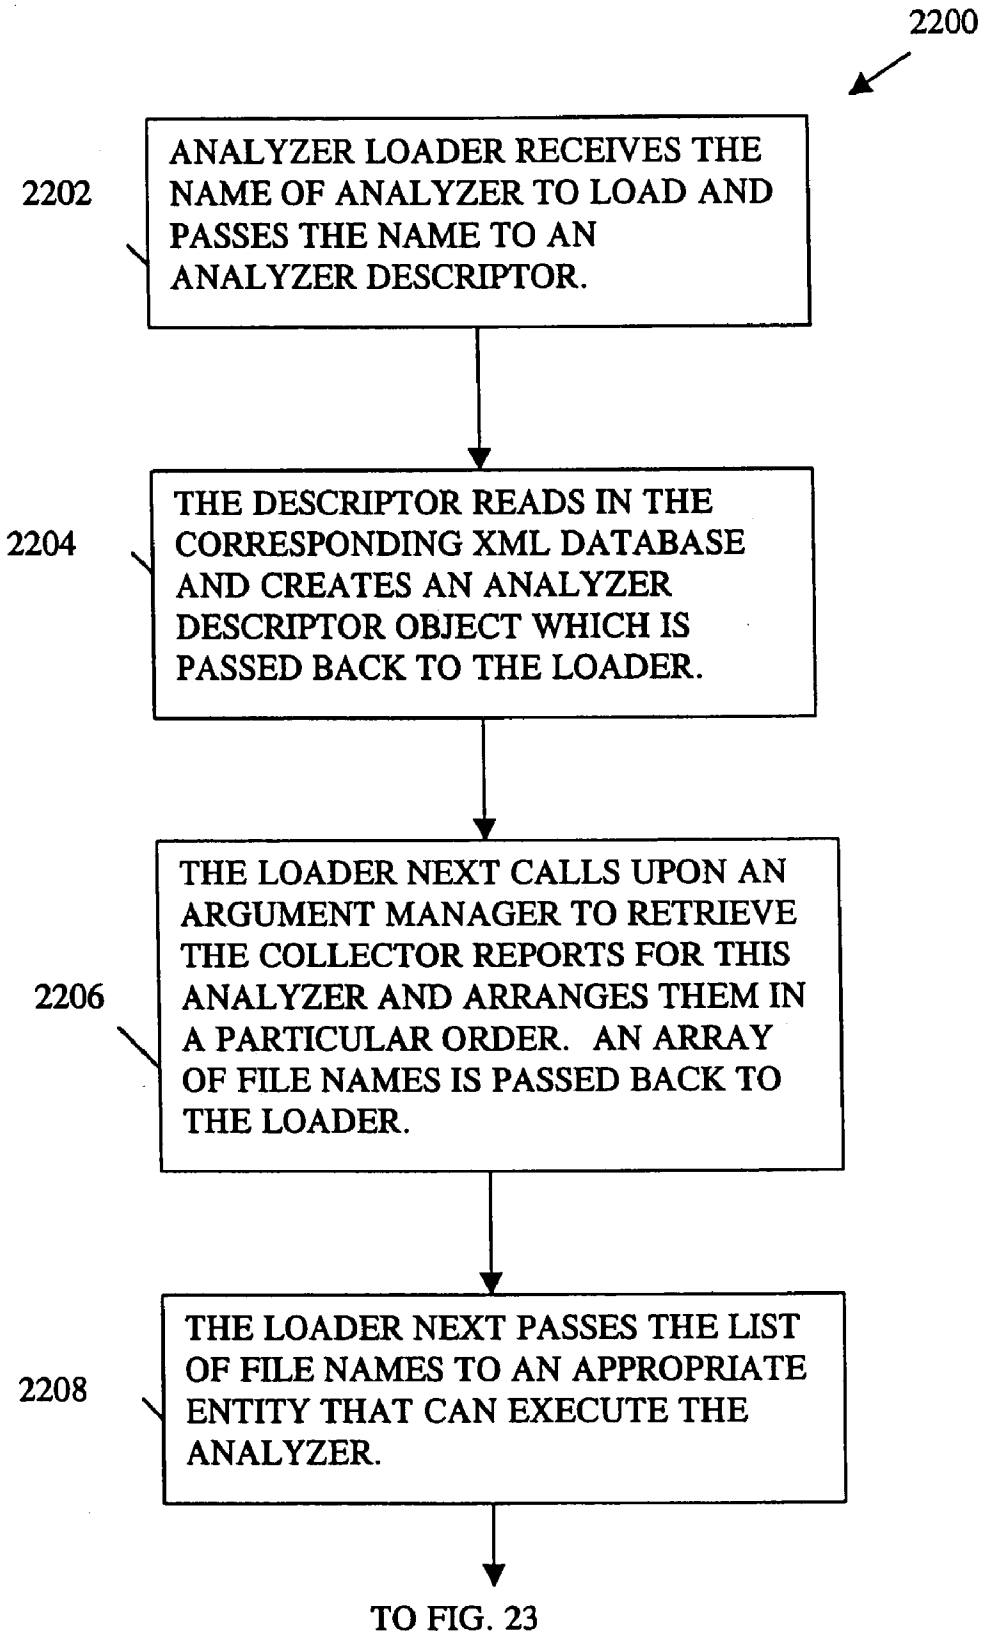 2200
2202
ANALYZER LOADER RECEIVES THE
NAME OF ANALYZER TO LOAD AND
PASSES THE NAME TO AN
ANALYZER DESCRIPTOR.
2204
THE DESCRIPTOR READS IN THE
CORRESPONDING XML DATABASE
AND CREATES AN ANALYZER
DESCRIPTOR OBJECT WHICH IS
PASSED BACK TO THE LOADER.
2206
THE LOADER NEXT CALLS UPON AN
ARGUMENT MANAGER TO RETRIEVE
THE COLLECTOR REPORTS FOR THIS
ANALYZER AND ARRANGES THEM IN
A PARTICULAR ORDER. AN ARRAY
OF FILE NAMES IS PASSED BACK TO
THE LOADER.
2208
THE LOADER NEXT PASSES THE LIST
OF FILE NAMES TO AN APPROPRIATE
ENTITY THAT CAN EXECUTE THE
ANALYZER.
TO FIG. 23